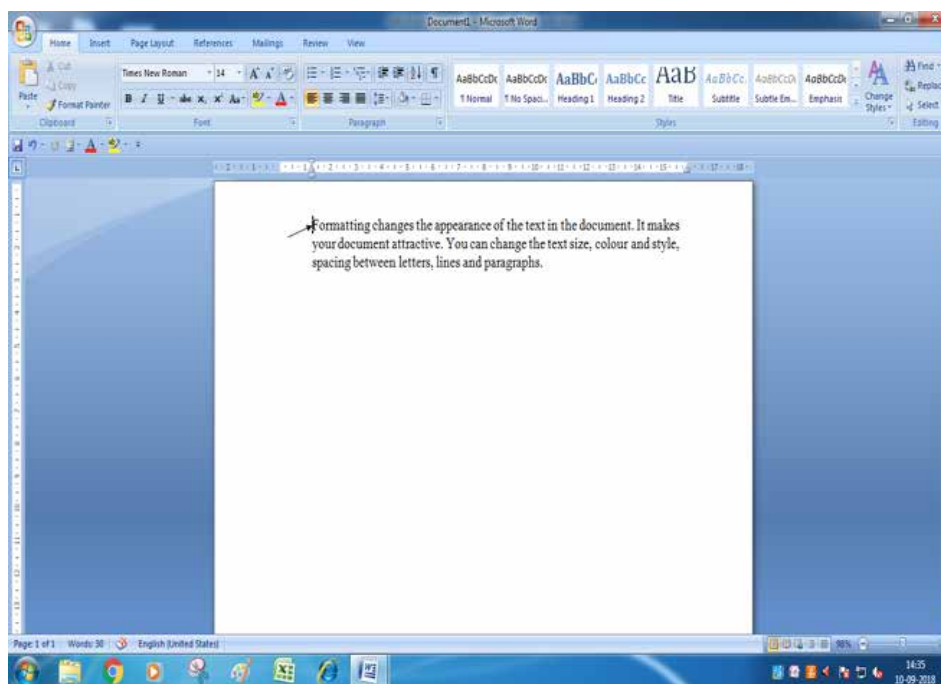 Document1 - Microsoft Word
Home Insert Page Layout References Mailings Review View
Cut
Copy
Paste
Format Painter
Times New Roman 14
AaBbCcDc AaBbCcDc AaBbC AaBbCc AaB AaBbCc. AaBbCcDt AaBbCcDt
¶ Normal ¶ No Spaci... Heading 1 Heading 2 Title Subtitle Subtle Em... Emphasis
Change Styles
Find
Replac
Select
Clipboard Font Paragraph Styles Editing
Formatting changes the appearance of the text in the document. It makes
your document attractive. You can change the text size, colour and style,
spacing between letters, lines and paragraphs.
Page: 1 of 1 Words: 30 English (United States) 98%
14:35
10-09-2018